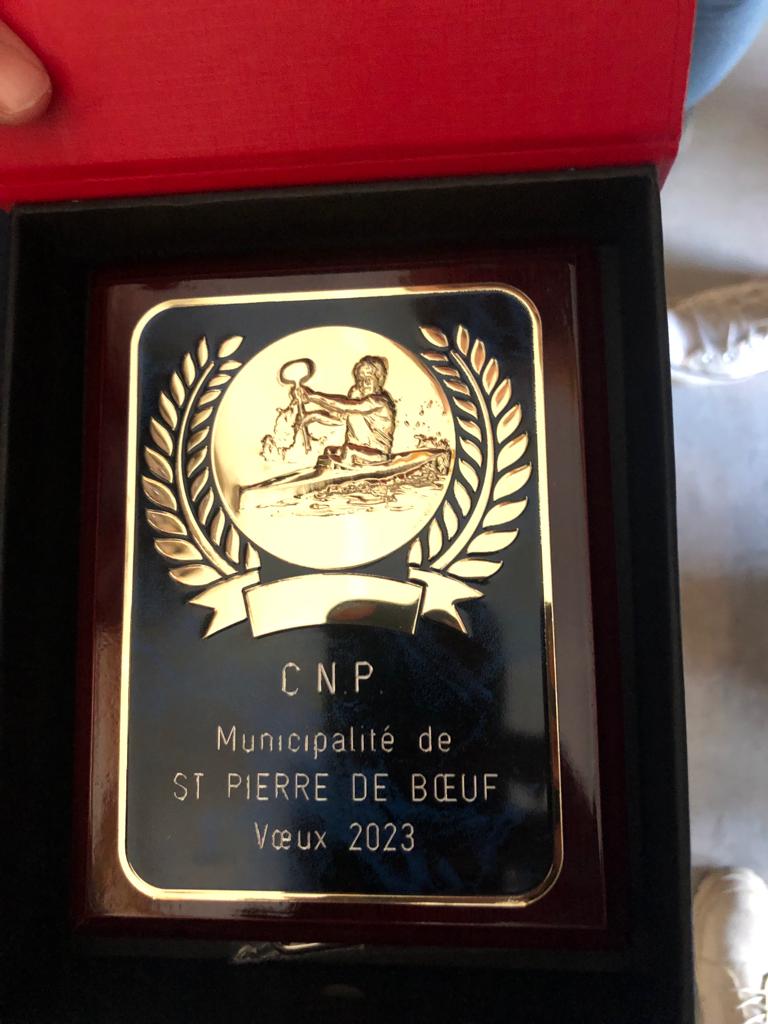 C.N.P.
Municipalité de
ST PIERRE DE BŒUF
Vœux 2023